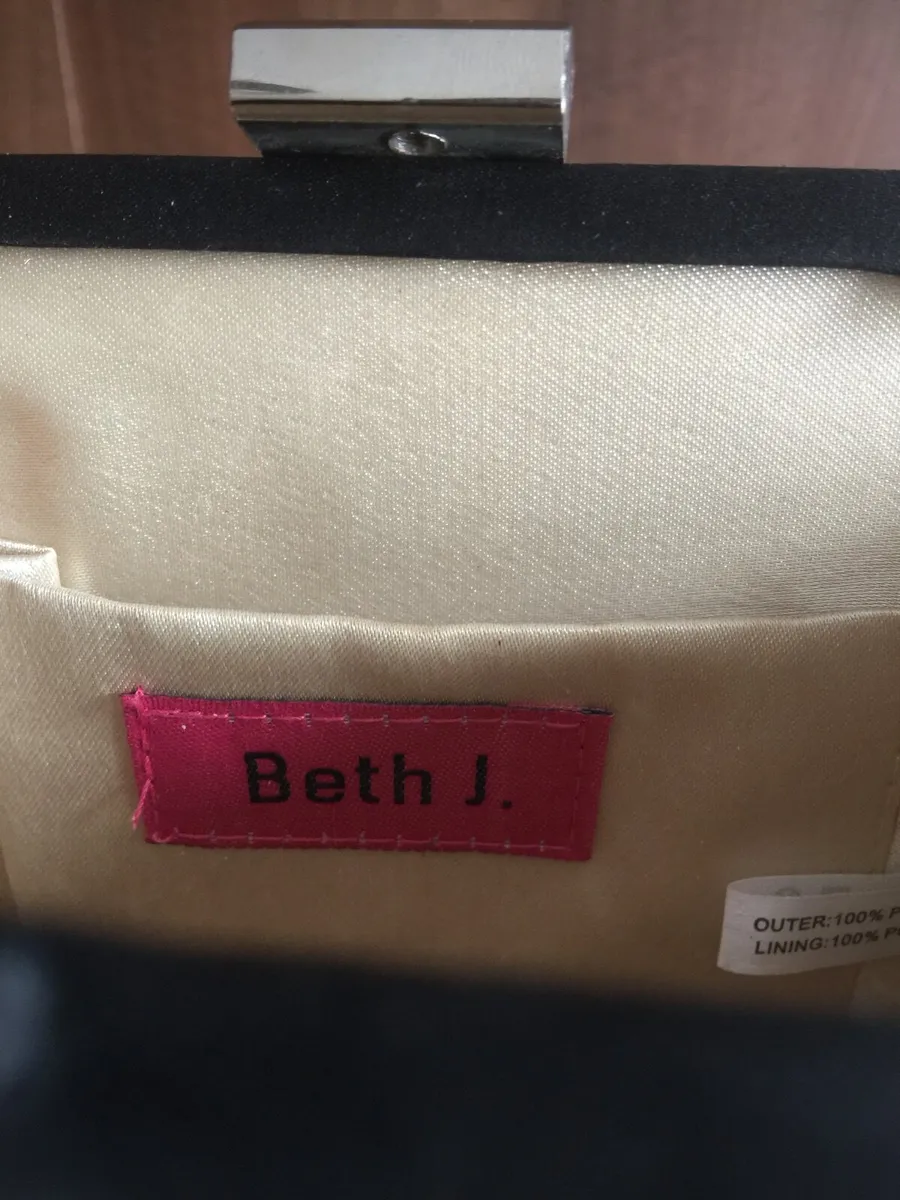 Beth J.
OUTER:100% P
LINING:100% P